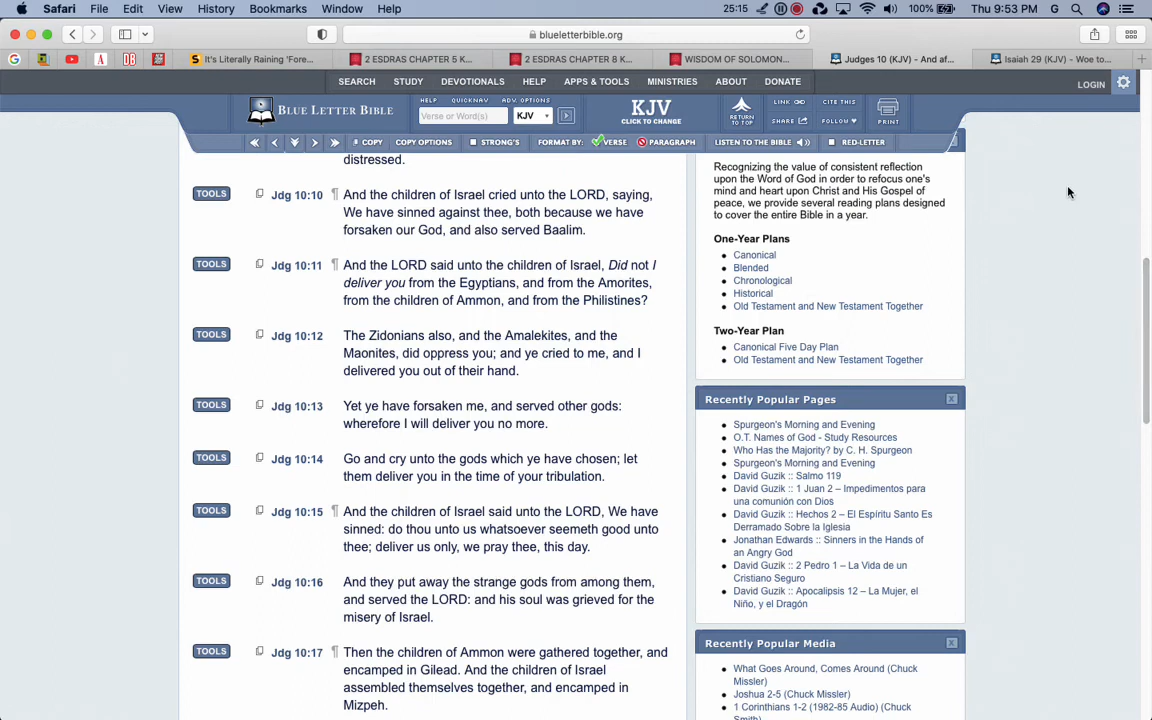 Safari File Edit View History Bookmarks Window Help 25:15 100% Thu 9:53 PM G
blueletterbible.org
It's Literally Raining 'Fore... 2 ESDRAS CHAPTER 5 K... 2 ESDRAS CHAPTER 8 K... WISDOM OF SOLOMON... Judges 10 (KJV) - And af... Isaiah 29 (KJV) - Woe to...
SEARCH STUDY DEVOTIONALS HELP APPS & TOOLS MINISTRIES ABOUT DONATE LOGIN
BLUE LETTER BIBLE
HELP QUICKNAV ADV. OPTIONS
Verse or Word(s) KJV
KJV
CLICK TO CHANGE
RETURN
TO TOP
LINK CITE THIS
SHARE FOLLOW
PRINT
COPY COPY OPTIONS STRONG'S FORMAT BY: VERSE PARAGRAPH LISTEN TO THE BIBLE RED-LETTER
distressed.
TOOLS Jdg 10:10 ¶ And the children of Israel cried unto the LORD, saying,
We have sinned against thee, both because we have
forsaken our God, and also served Baalim.
TOOLS Jdg 10:11 ¶ And the LORD said unto the children of Israel, Did not I
deliver you from the Egyptians, and from the Amorites,
from the children of Ammon, and from the Philistines?
TOOLS Jdg 10:12 The Zidonians also, and the Amalekites, and the
Maonites, did oppress you; and ye cried to me, and I
delivered you out of their hand.
TOOLS Jdg 10:13 Yet ye have forsaken me, and served other gods:
wherefore I will deliver you no more.
TOOLS Jdg 10:14 Go and cry unto the gods which ye have chosen; let
them deliver you in the time of your tribulation.
TOOLS Jdg 10:15 ¶ And the children of Israel said unto the LORD, We have
sinned: do thou unto us whatsoever seemeth good unto
thee; deliver us only, we pray thee, this day.
TOOLS Jdg 10:16 And they put away the strange gods from among them,
and served the LORD: and his soul was grieved for the
misery of Israel.
TOOLS Jdg 10:17 ¶ Then the children of Ammon were gathered together, and
encamped in Gilead. And the children of Israel
assembled themselves together, and encamped in
Mizpeh.
Recognizing the value of consistent reflection
upon the Word of God in order to refocus one's
mind and heart upon Christ and His Gospel of
peace, we provide several reading plans designed
to cover the entire Bible in a year.
One-Year Plans
Canonical
Blended
Chronological
Historical
Old Testament and New Testament Together
Two-Year Plan
Canonical Five Day Plan
Old Testament and New Testament Together
Recently Popular Pages
Spurgeon's Morning and Evening
O.T. Names of God - Study Resources
Who Has the Majority? by C. H. Spurgeon
Spurgeon's Morning and Evening
David Guzik :: Salmo 119
David Guzik :: 1 Juan 2 – Impedimentos para
una comunión con Dios
David Guzik :: Hechos 2 – El Espíritu Santo Es
Derramado Sobre la Iglesia
Jonathan Edwards :: Sinners in the Hands of
an Angry God
David Guzik :: 2 Pedro 1 – La Vida de un
Cristiano Seguro
David Guzik :: Apocalipsis 12 – La Mujer, el
Niño, y el Dragón
Recently Popular Media
What Goes Around, Comes Around (Chuck
Missler)
Joshua 2-5 (Chuck Missler)
1 Corinthians 1-2 (1982-85 Audio) (Chuck
Smith)